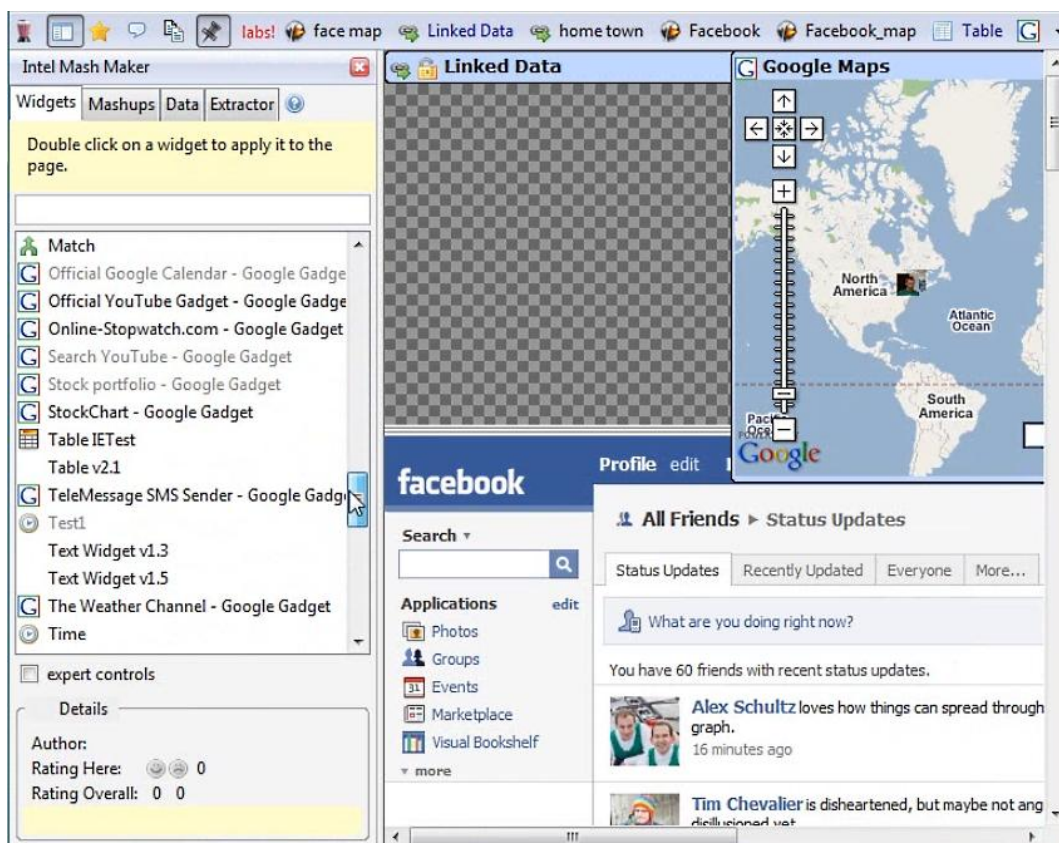 labs! face map Linked Data home town Facebook Facebook_map Table G
Intel Mash Maker
Widgets Mashups Data Extractor
Double click on a widget to apply it to the
page.
Match
Official Google Calendar - Google Gadge
Official YouTube Gadget - Google Gadge
Online-Stopwatch.com - Google Gadget
Search YouTube - Google Gadget
Stock portfolio - Google Gadget
StockChart - Google Gadget
Table IETest
Table v2.1
TeleMessage SMS Sender - Google Gadg
Test1
Text Widget v1.3
Text Widget v1.5
The Weather Channel - Google Gadget
Time
expert controls
Details
Author:
Rating Here: 0
Rating Overall: 0 0
Linked Data
G Google Maps
North
America
Atlantic
Ocean
South
America
Google
facebook
Profile edit
Search
Applications edit
Photos
Groups
31 Events
Marketplace
Visual Bookshelf
more
All Friends ▸ Status Updates
Status Updates Recently Updated Everyone More...
What are you doing right now?
You have 60 friends with recent status updates.
Alex Schultz loves how things can spread through
graph.
16 minutes ago
Tim Chevalier is disheartened, but maybe not ang
disillusioned yet